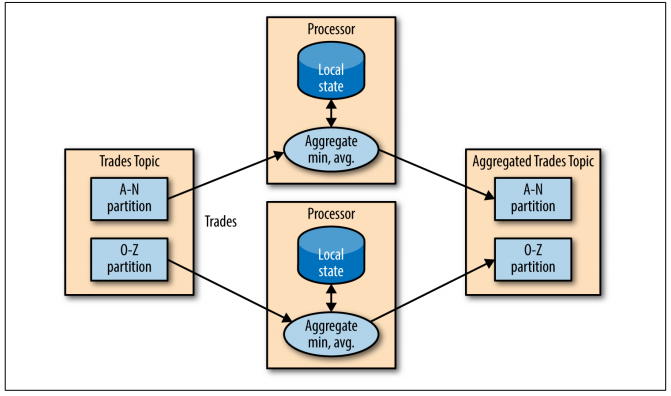 Trades Topic
A-N
partition
O-Z
partition
Trades
Processor
Local
state
Aggregate
min, avg.
Processor
Local
state
Aggregate
min, avg.
Aggregated Trades Topic
A-N
partition
O-Z
partition